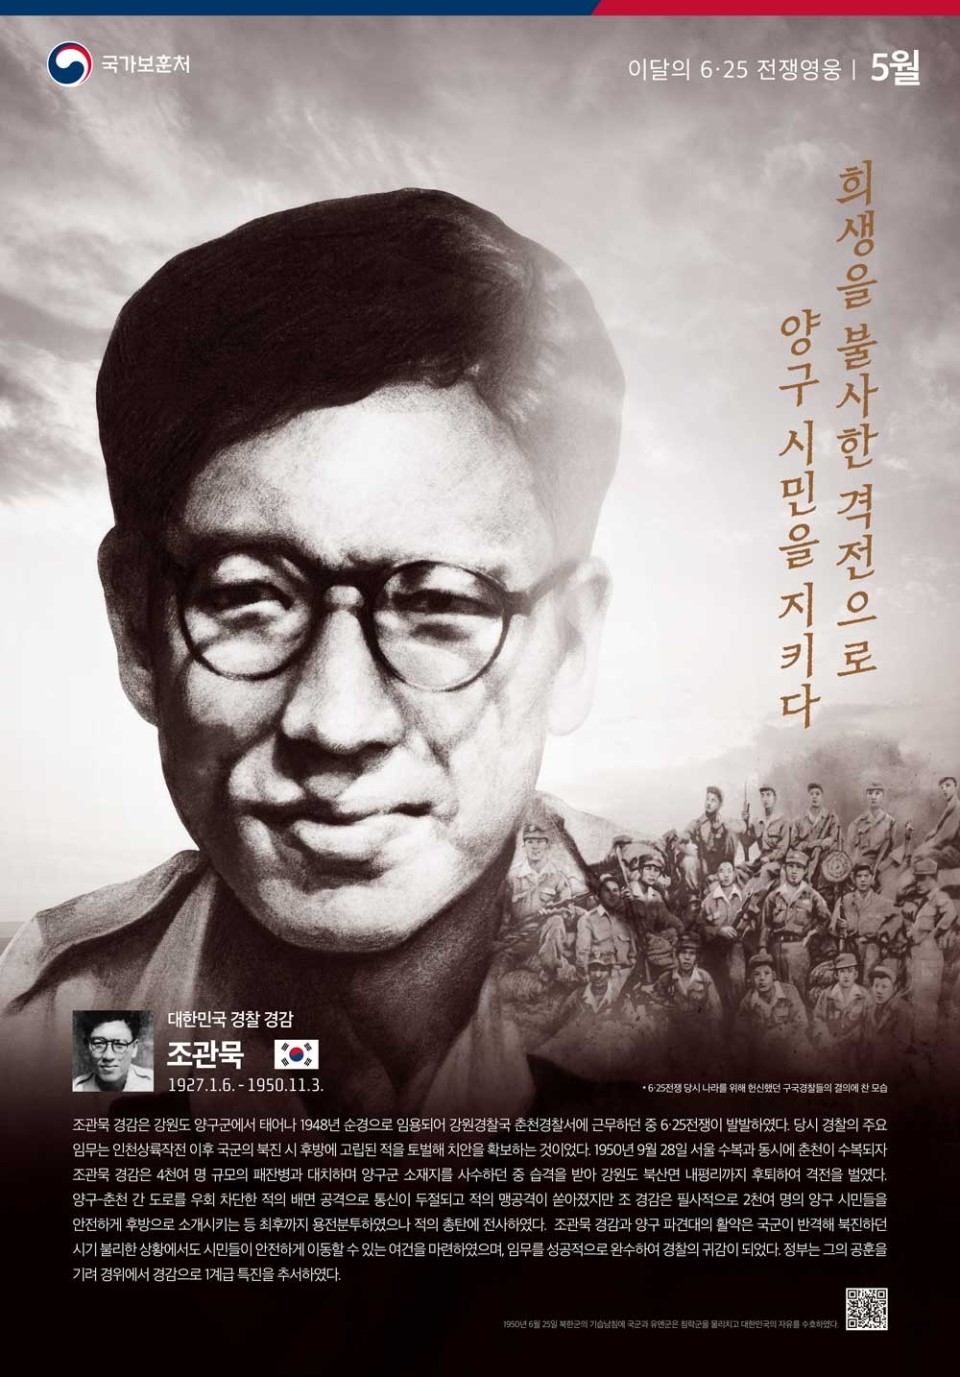 국가보훈처
이달의 6·25 전쟁영웅 | 5월
희생을 불사한 격전으로
양구 시민을 지키다
대한민국 경찰 경감
조관묵
1927.1.6. - 1950.11.3.
* 6·25전쟁 당시 나라를 위해 헌신했던 구국경찰들의 결의에 찬 모습
조관묵 경감은 강원도 양구군에서 태어나 1948년 순경으로 임용되어 강원경찰국 춘천경찰서에 근무하던 중 6·25전쟁이 발발하였다. 당시 경찰의 주요
임무는 인천상륙작전 이후 국군의 북진 시 후방에 고립된 적을 토벌해 치안을 확보하는 것이었다. 1950년 9월 28일 서울 수복과 동시에 춘천이 수복되자
조관묵 경감은 4천여 명 규모의 패잔병과 대치하며 양구군 소재지를 사수하던 중 습격을 받아 강원도 북산면 내평리까지 후퇴하여 격전을 벌였다.
양구-춘천 간 도로를 우회 차단한 적의 배면 공격으로 통신이 두절되고 적의 맹공격이 쏟아졌지만 조 경감은 필사적으로 2천여 명의 양구 시민들을
안전하게 후방으로 소개시키는 등 최후까지 용전분투하였으나 적의 총탄에 전사하였다. 조관묵 경감과 양구 파견대의 활약은 국군이 반격해 북진하던
시기 불리한 상황에서도 시민들이 안전하게 이동할 수 있는 여건을 마련하였으며, 임무를 성공적으로 완수하여 경찰의 귀감이 되었다. 정부는 그의 공훈을
기려 경위에서 경감으로 1계급 특진을 추서하였다.
1950년 6월 25일 북한군의 기습남침에 국군과 유엔군은 침략군을 물리치고 대한민국의 자유를 수호하였다.